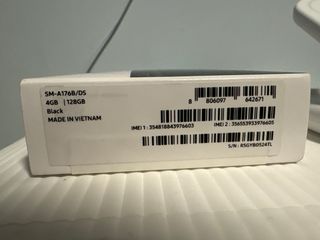 SM-A176B/DS
4GB | 128GB
Black
MADE IN VIETNAM
8 806097 642671
IMEI 1 : 354818843976603
IMEI 2 : 356553933976605
S/N : R5GYB0524TL